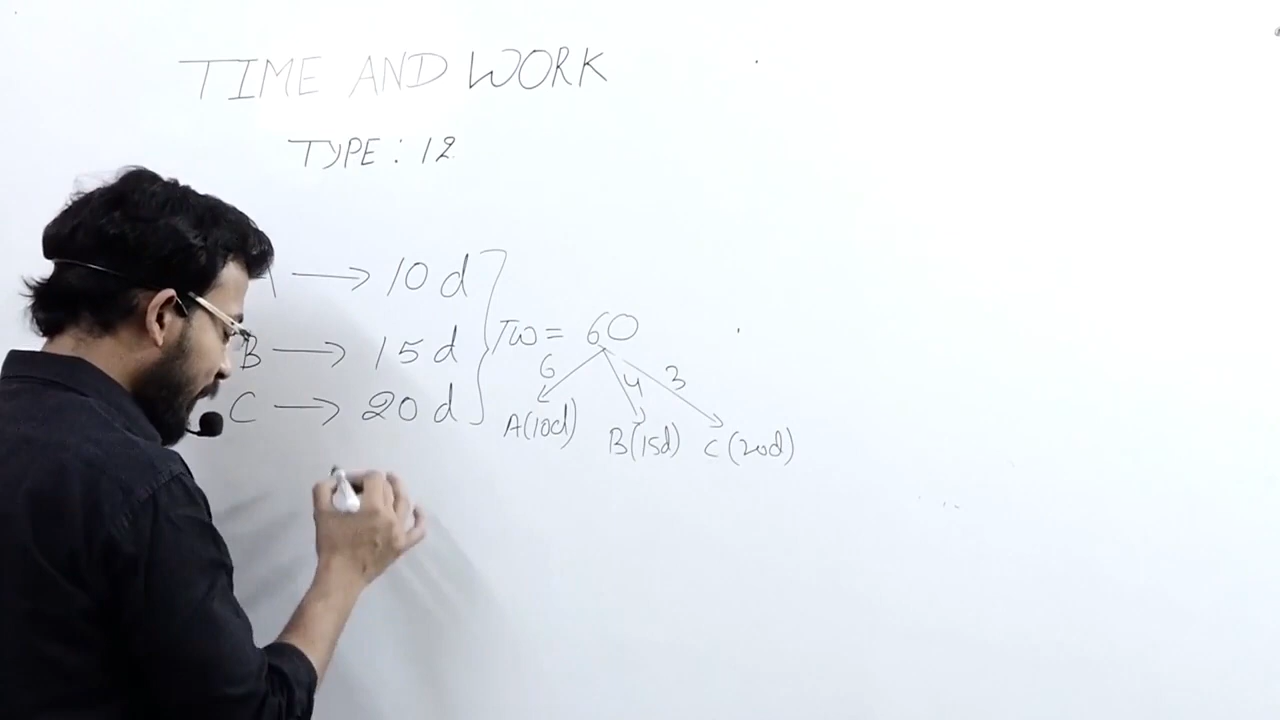 TIME AND WORK
TYPE : 12
A → 10 d
B → 15 d
C → 20 d
TW = 60
6 4 3
A(10d) B(15d) C(20d)